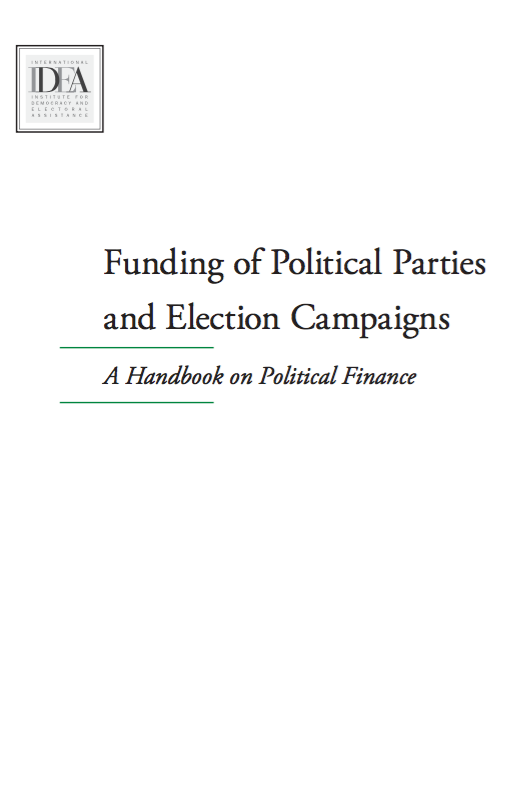 INTERNATIONAL
IDEA
INSTITUTE FOR
DEMOCRACY AND
ELECTORAL
ASSISTANCE
Funding of Political Parties
and Election Campaigns
A Handbook on Political Finance